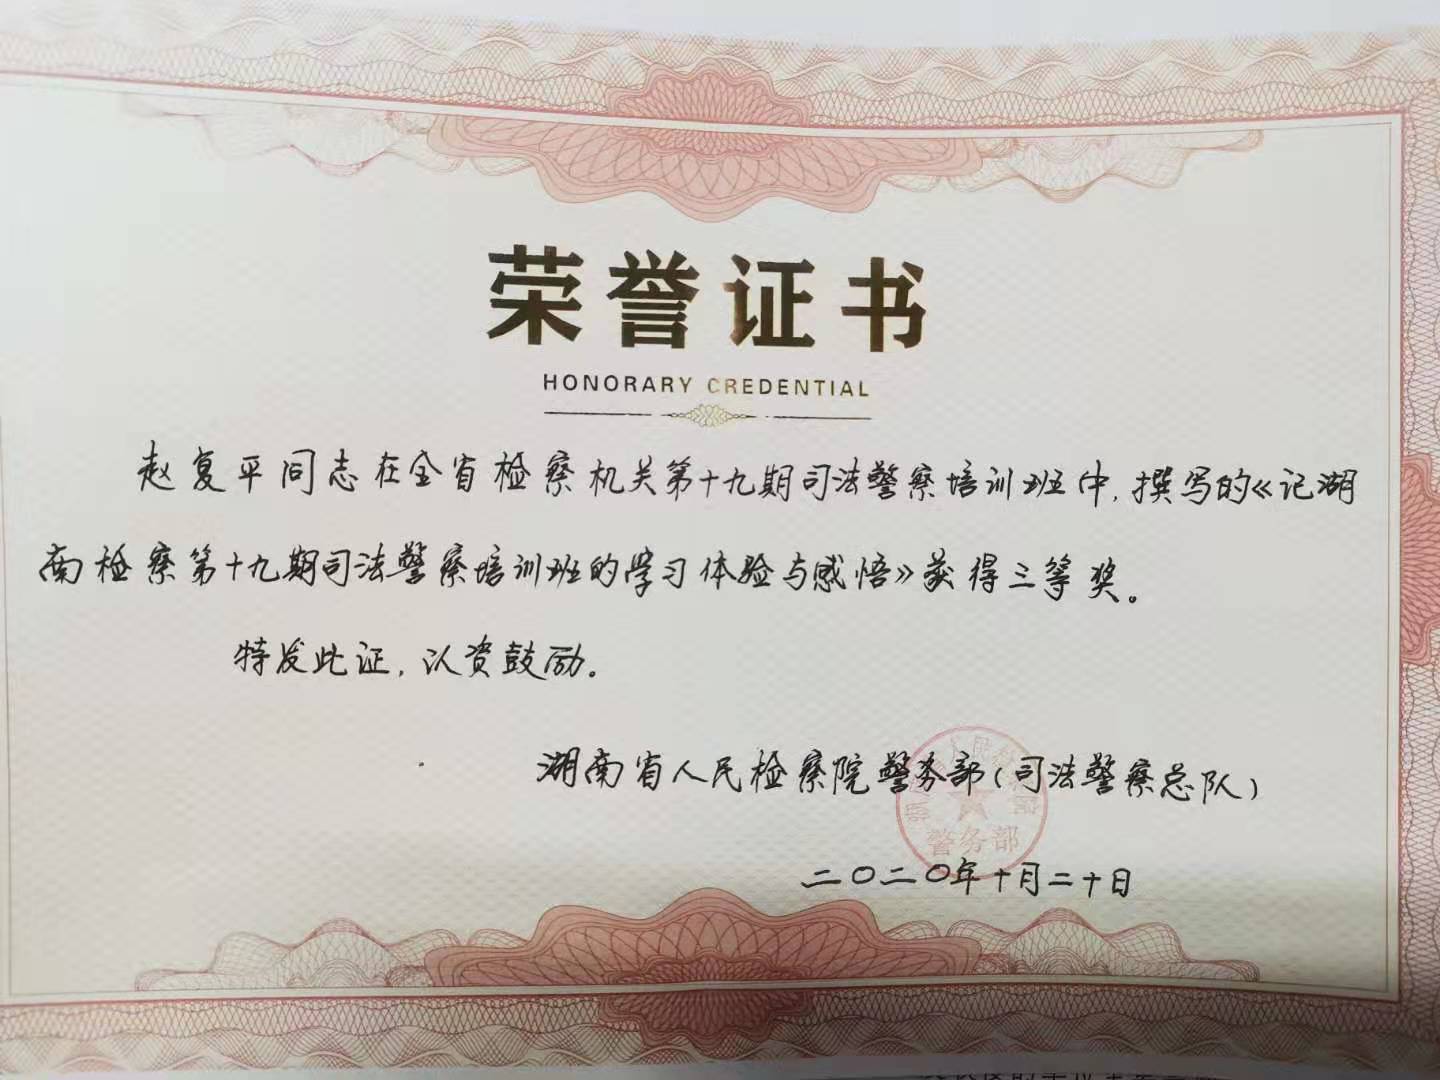 荣誉证书
HONORARY CREDENTIAL
赵复平同志在全省检察机关第十九期司法警察培训班中,撰写的《记湖
南检察第十九期司法警察培训班的学习体验与感悟》获得三等奖。
特发此证,以资鼓励。
湖南省人民检察院警务部(司法警察总队)
警务部
二〇二〇年十月二十日